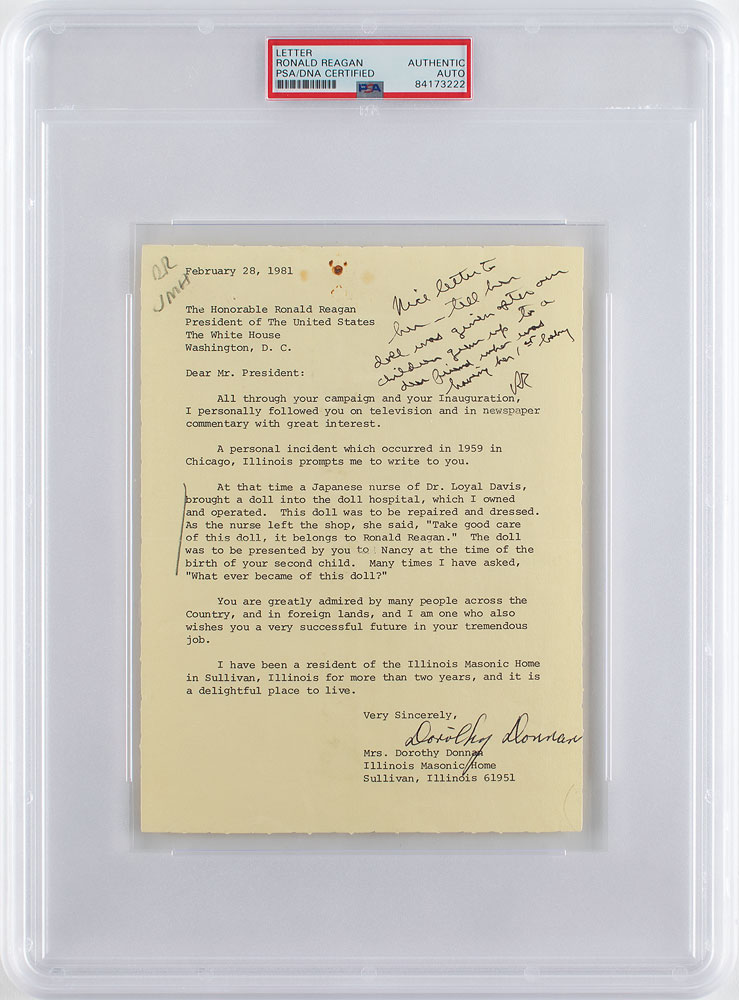 LETTER
RONALD REAGAN AUTHENTIC
PSA/DNA CERTIFIED AUTO
PSA 84173222
RR
JMH
February 28, 1981
Nice letter to
her — tell her
doll was given after our
children grew up to a
dear friend who was
having her 1st baby
RR
The Honorable Ronald Reagan
President of The United States
The White House
Washington, D. C.
Dear Mr. President:
All through your campaign and your Inauguration,
I personally followed you on television and in newspaper
commentary with great interest.
A personal incident which occurred in 1959 in
Chicago, Illinois prompts me to write to you.
At that time a Japanese nurse of Dr. Loyal Davis,
brought a doll into the doll hospital, which I owned
and operated. This doll was to be repaired and dressed.
As the nurse left the shop, she said, "Take good care
of this doll, it belongs to Ronald Reagan." The doll
was to be presented by you to Nancy at the time of the
birth of your second child. Many times I have asked,
"What ever became of this doll?"
You are greatly admired by many people across the
Country, and in foreign lands, and I am one who also
wishes you a very successful future in your tremendous
job.
I have been a resident of the Illinois Masonic Home
in Sullivan, Illinois for more than two years, and it is
a delightful place to live.
Very Sincerely,
Dorothy Donnan
Mrs. Dorothy Donnan
Illinois Masonic Home
Sullivan, Illinois 61951